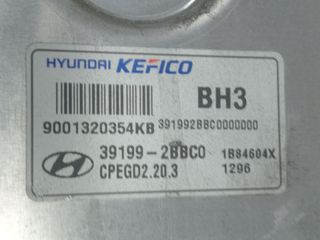 HYUNDAI KEFICO
BH3
9001320354KB 391992BBC0000000
39199-2BBC0 1B84604X
CPEGD2.20.3 1296